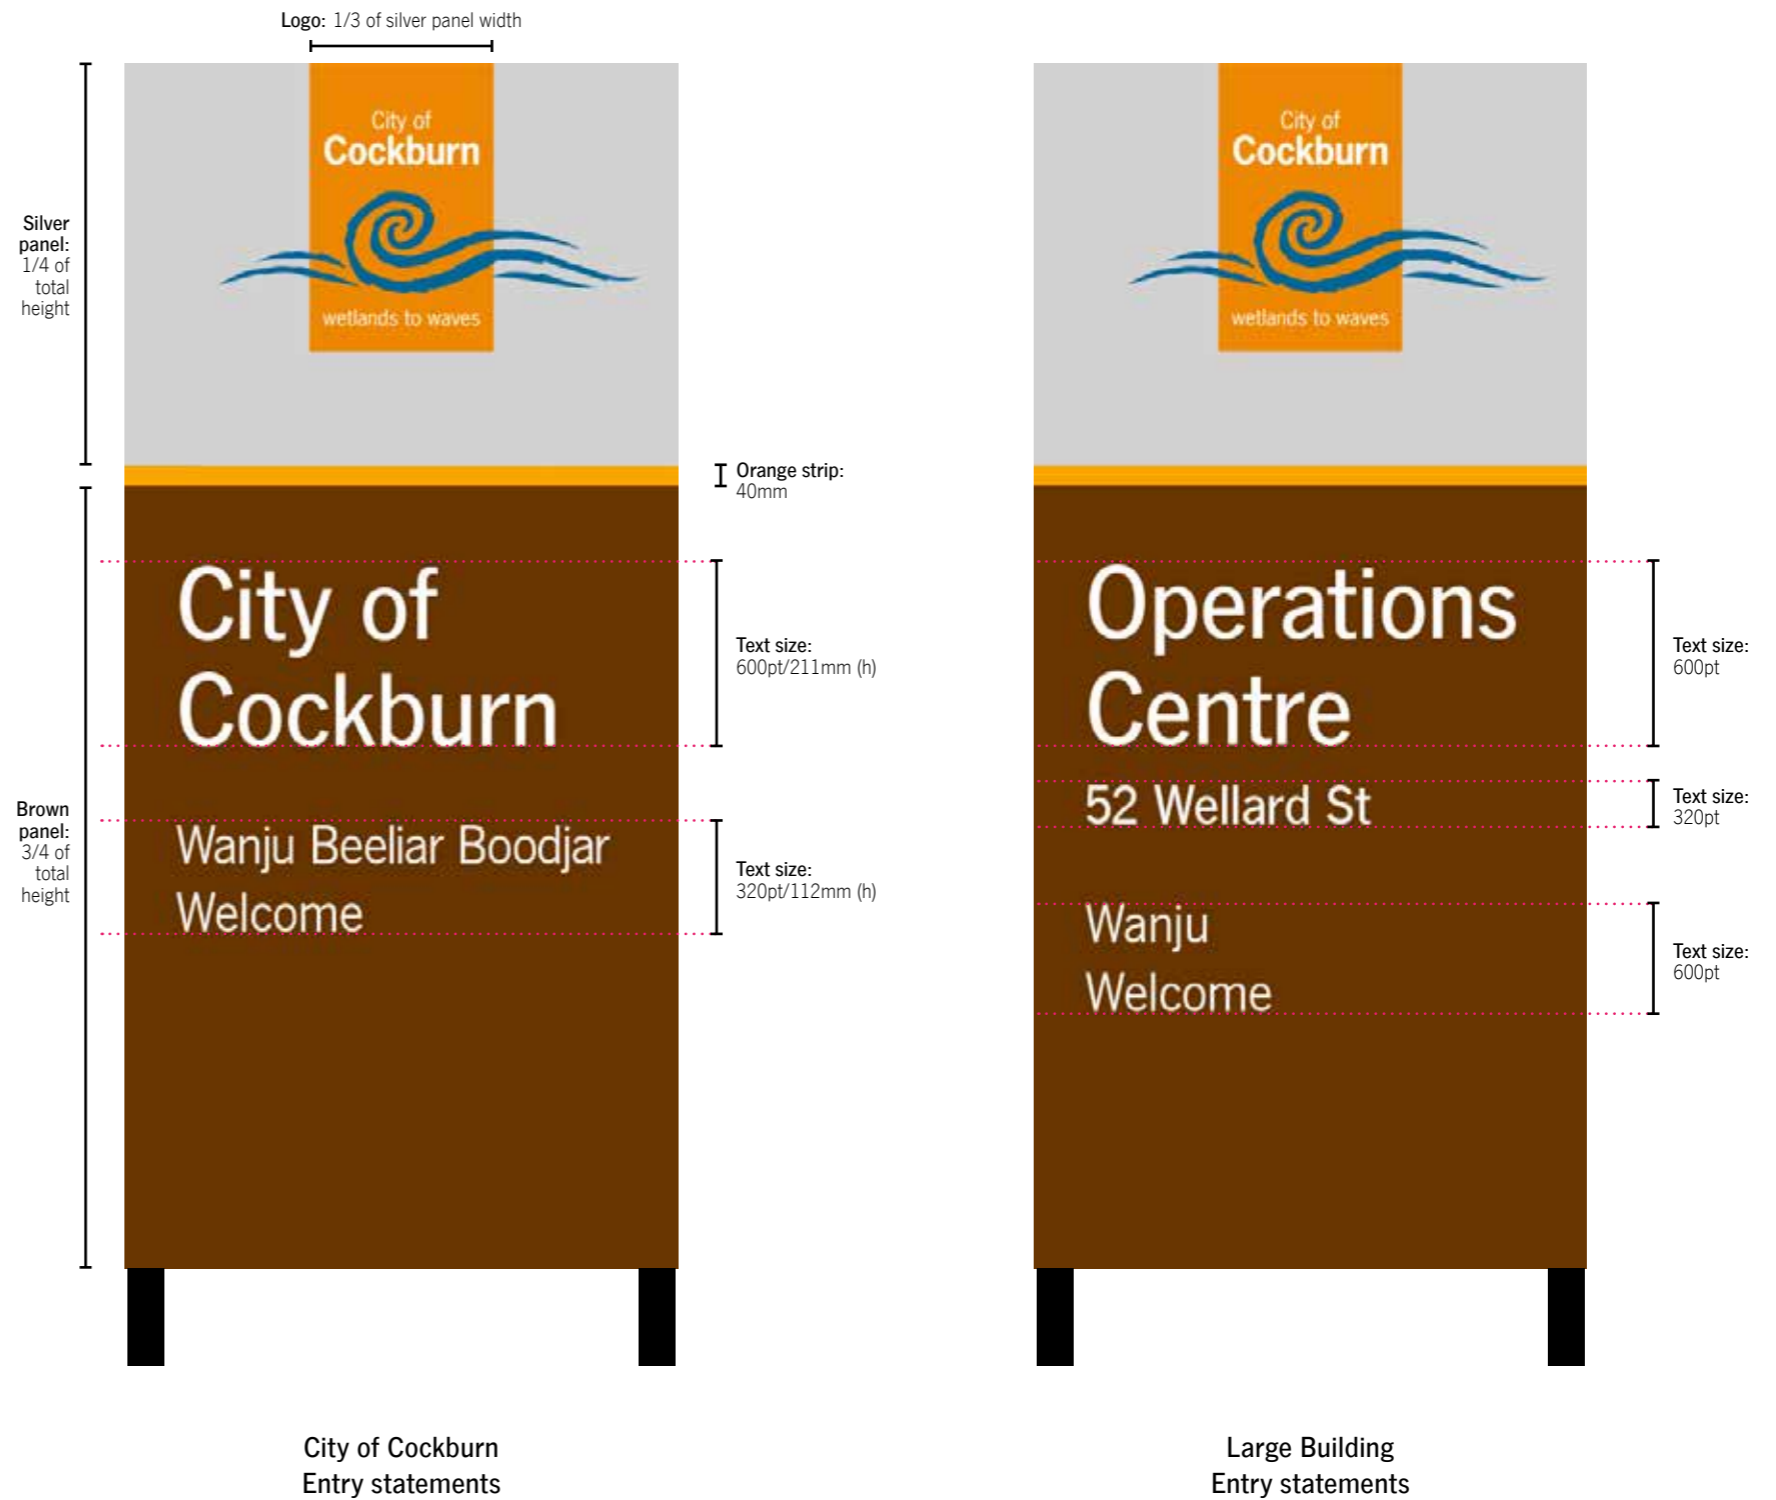 Logo: 1/3 of silver panel width
City of
Cockburn
wetlands to waves
Silver
panel:
1/4 of
total
height
Orange strip:
40mm
City of
Cockburn
Text size:
600pt/211mm (h)
Brown
panel:
3/4 of
total
height
Wanju Beeliar Boodjar
Welcome
Text size:
320pt/112mm (h)
City of Cockburn
Entry statements
City of
Cockburn
wetlands to waves
Operations
Centre
Text size:
600pt
52 Wellard St
Text size:
320pt
Wanju
Welcome
Text size:
600pt
Large Building
Entry statements